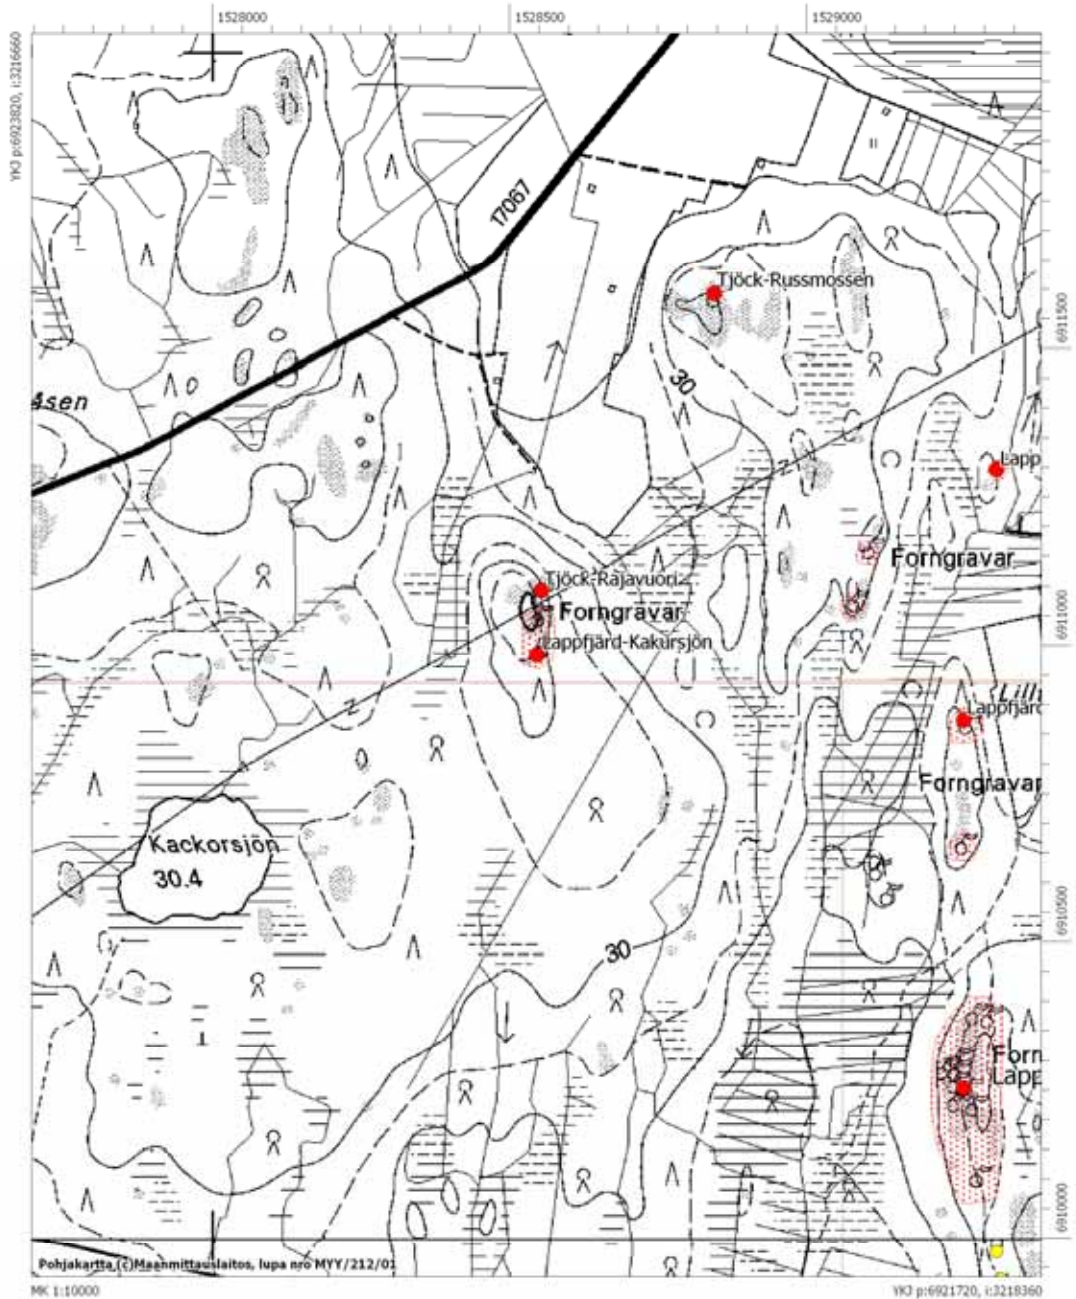 1528000
1528500
1529000
YKJ p:6923820, i:3216660
17067
Tjöck-Russmossen
6911500
30
Åsen
Lapp
Forngravar
Tjöck-Rajavuori
Forngravar
6911000
Lappfjärd-Kakursjön
Lillt
Lappfjärd
Forngravar
Kackorsjön
30.4
6910500
30
Forn
Lapp
6910000
Pohjakartta (c)Maanmittauslaitos, lupa nro MYY/212/01
MK 1:10000
YKJ p:6921720, i:3218360